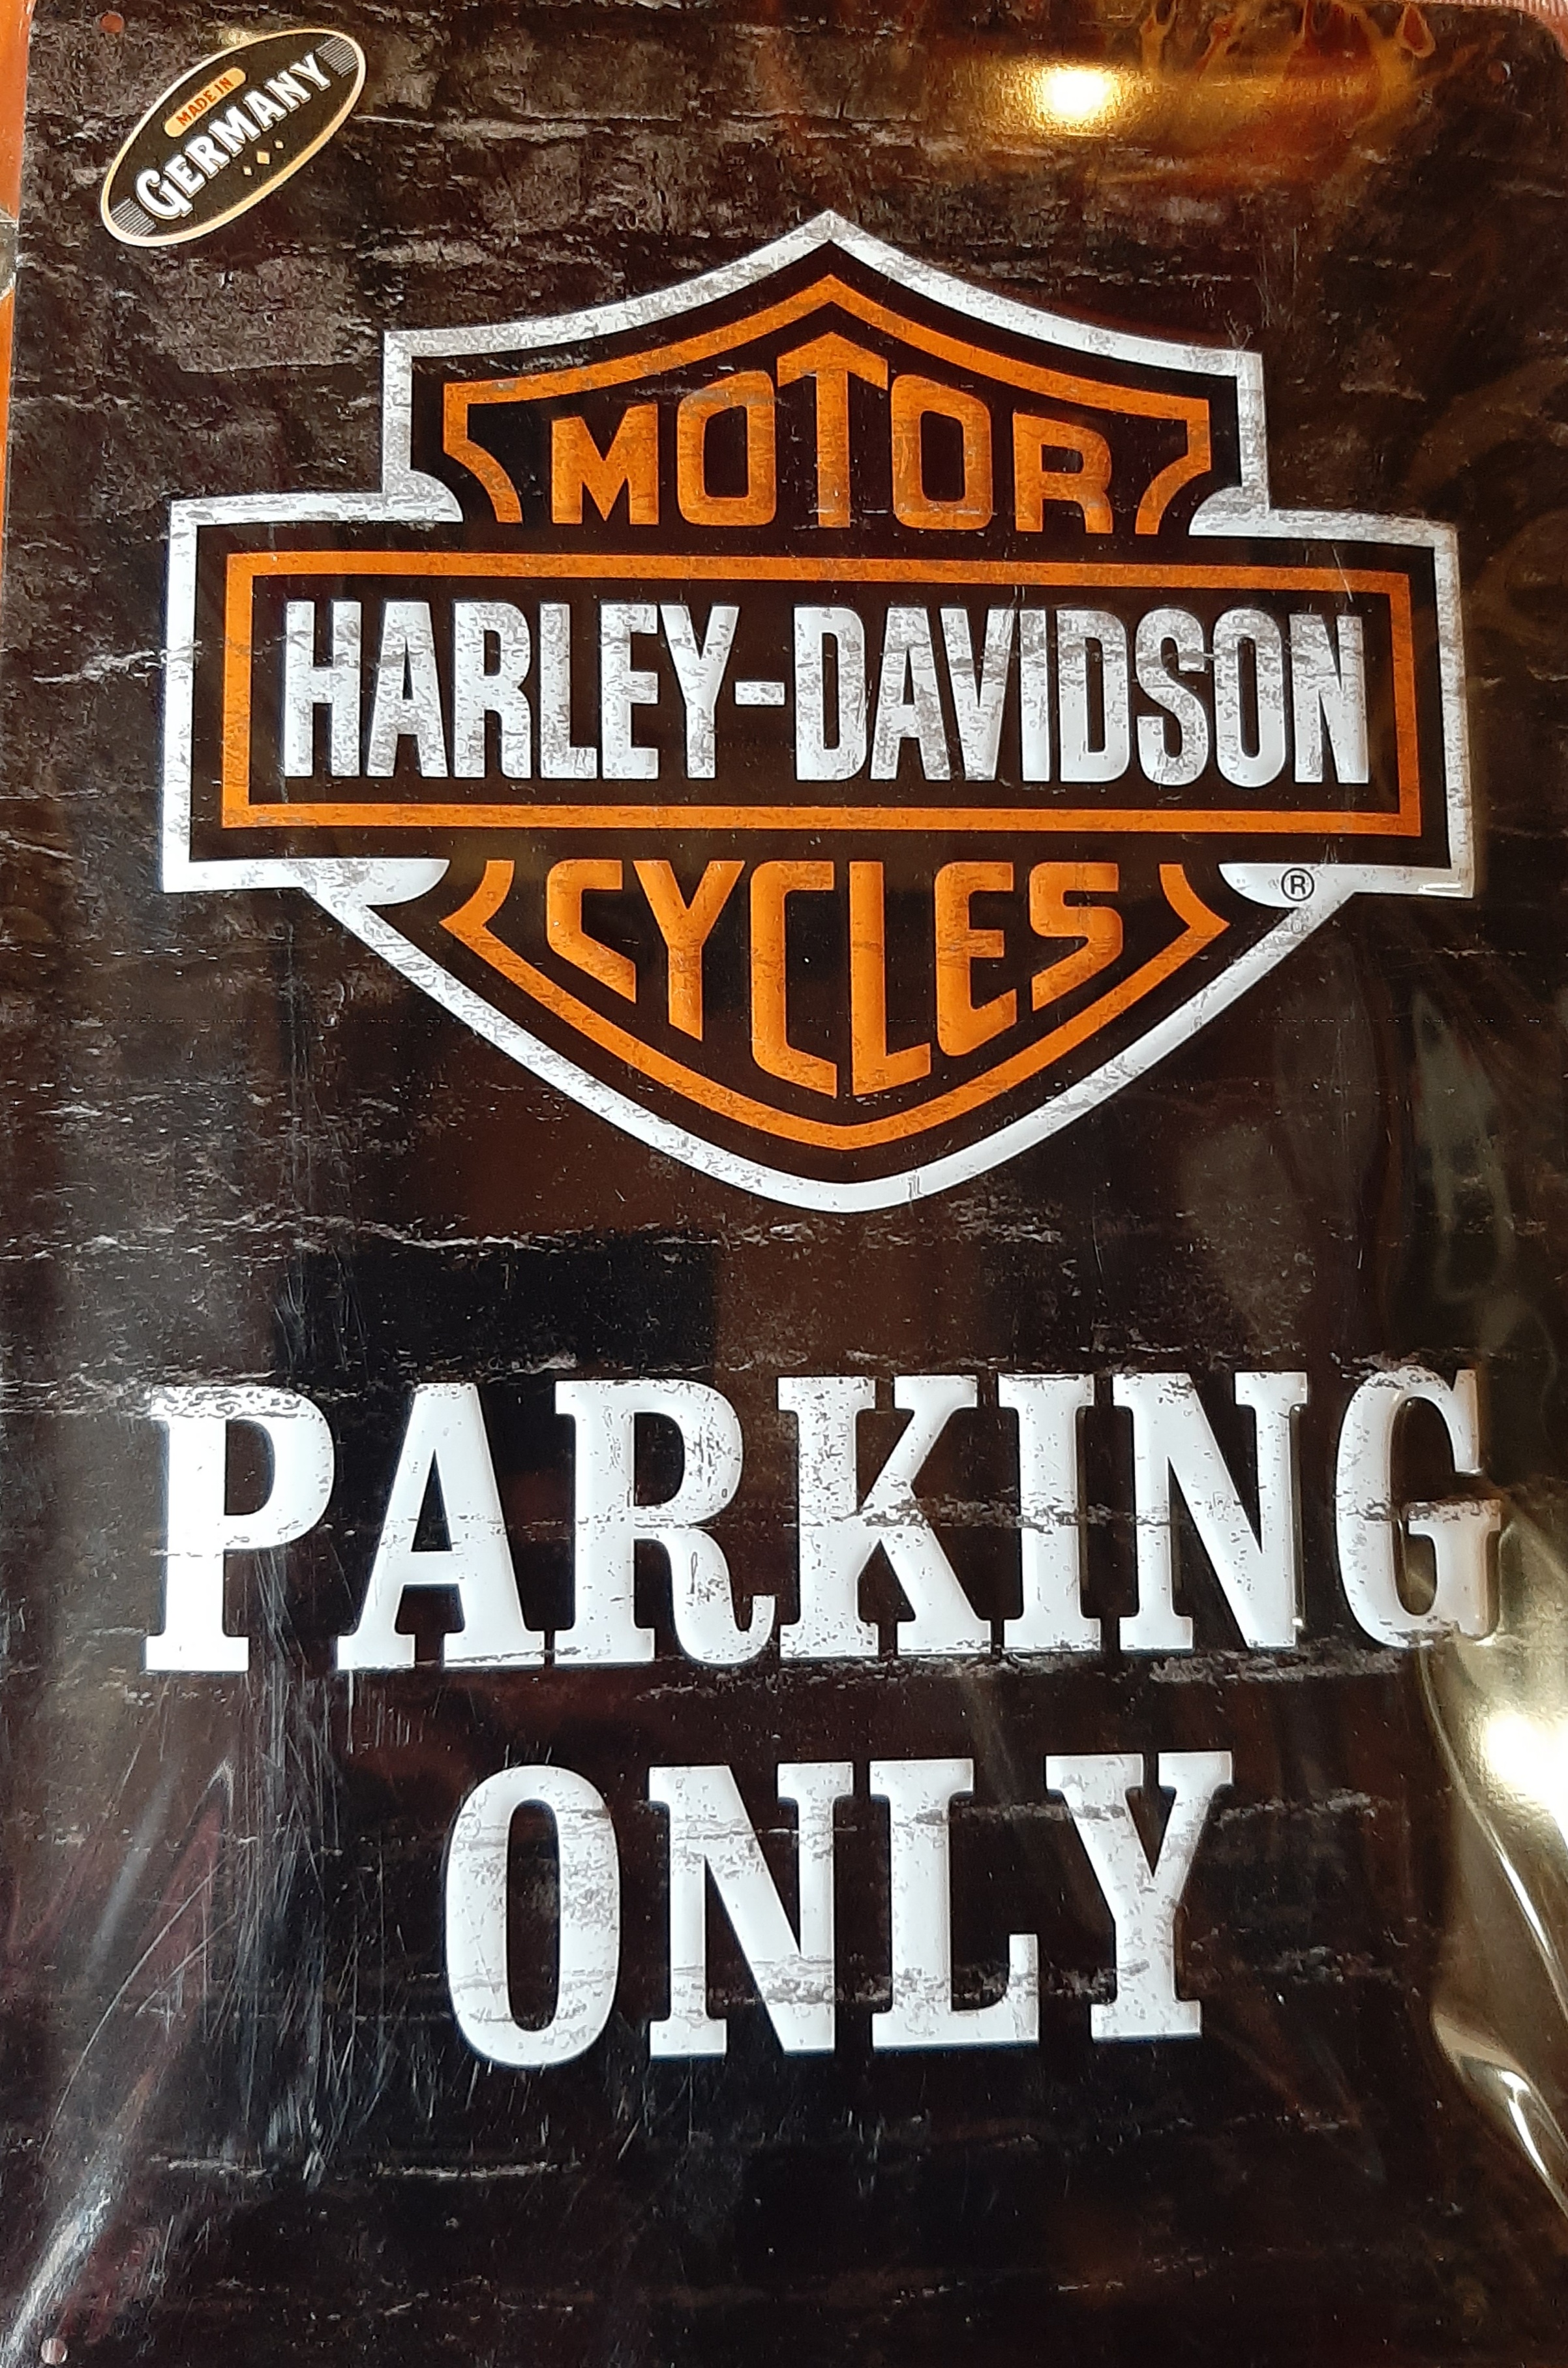 MADE IN
GERMANY
MOTOR
HARLEY-DAVIDSON
CYCLES
®
PARKING
ONLY